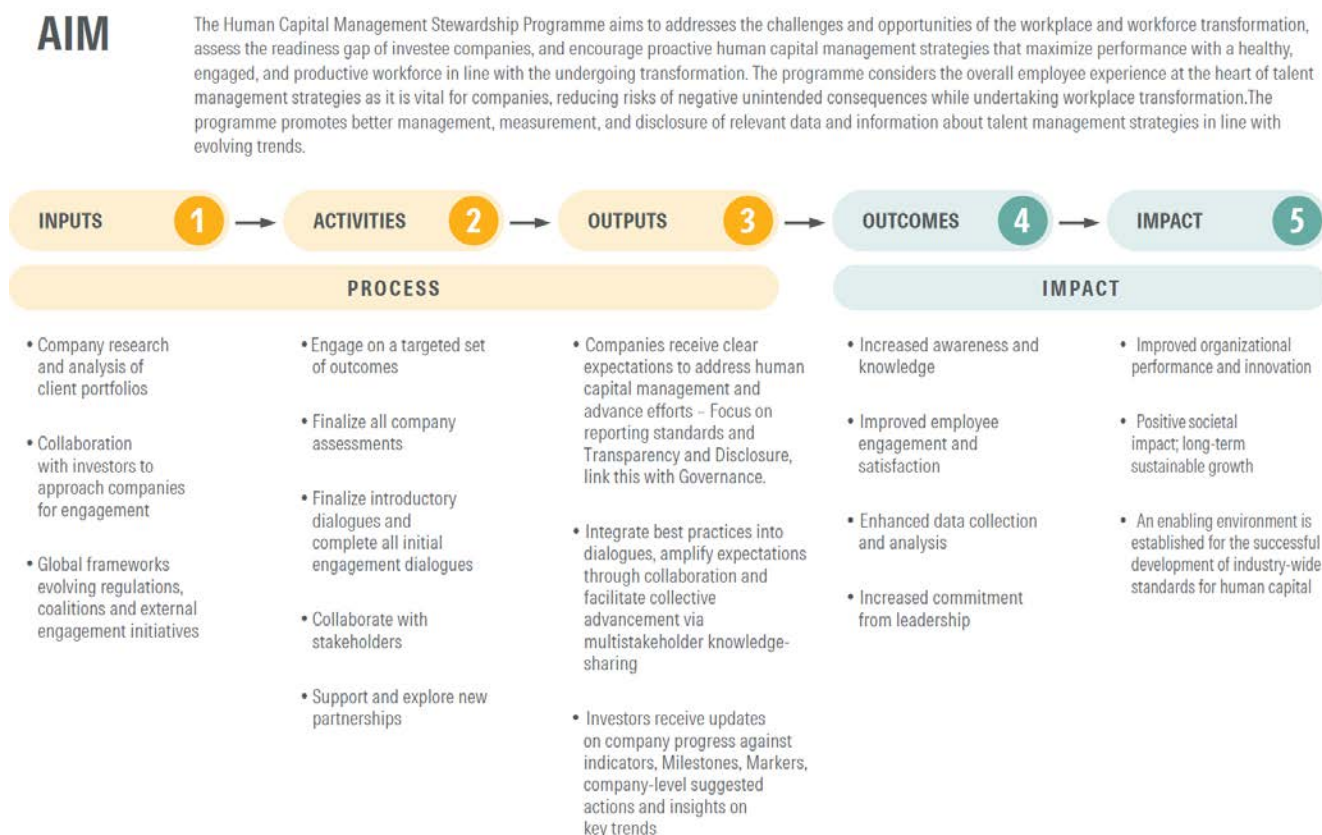 AIM
The Human Capital Management Stewardship Programme aims to addresses the challenges and opportunities of the workplace and workforce transformation,
assess the readiness gap of investee companies, and encourage proactive human capital management strategies that maximize performance with a healthy,
engaged, and productive workforce in line with the undergoing transformation. The programme considers the overall employee experience at the heart of talent
management strategies as it is vital for companies, reducing risks of negative unintended consequences while undertaking workplace transformation.The
programme promotes better management, measurement, and disclosure of relevant data and information about talent management strategies in line with
evolving trends.
INPUTS 1
ACTIVITIES 2
OUTPUTS 3
OUTCOMES 4
IMPACT 5
PROCESS
IMPACT
• Company research
and analysis of
client portfolios
• Collaboration
with investors to
approach companies
for engagement
• Global frameworks
evolving regulations,
coalitions and external
engagement initiatives
• Engage on a targeted set
of outcomes
• Finalize all company
assessments
• Finalize introductory
dialogues and
complete all initial
engagement dialogues
• Collaborate with
stakeholders
• Support and explore new
partnerships
• Companies receive clear
expectations to address human
capital management and
advance efforts – Focus on
reporting standards and
Transparency and Disclosure,
link this with Governance.
• Integrate best practices into
dialogues, amplify expectations
through collaboration and
facilitate collective
advancement via
multistakeholder knowledge-
sharing
• Investors receive updates
on company progress against
indicators, Milestones, Markers,
company-level suggested
actions and insights on
key trends
• Increased awareness and
knowledge
• Improved employee
engagement and
satisfaction
• Enhanced data collection
and analysis
• Increased commitment
from leadership
• Improved organizational
performance and innovation
• Positive societal
impact; long-term
sustainable growth
• An enabling environment is
established for the successful
development of industry-wide
standards for human capital